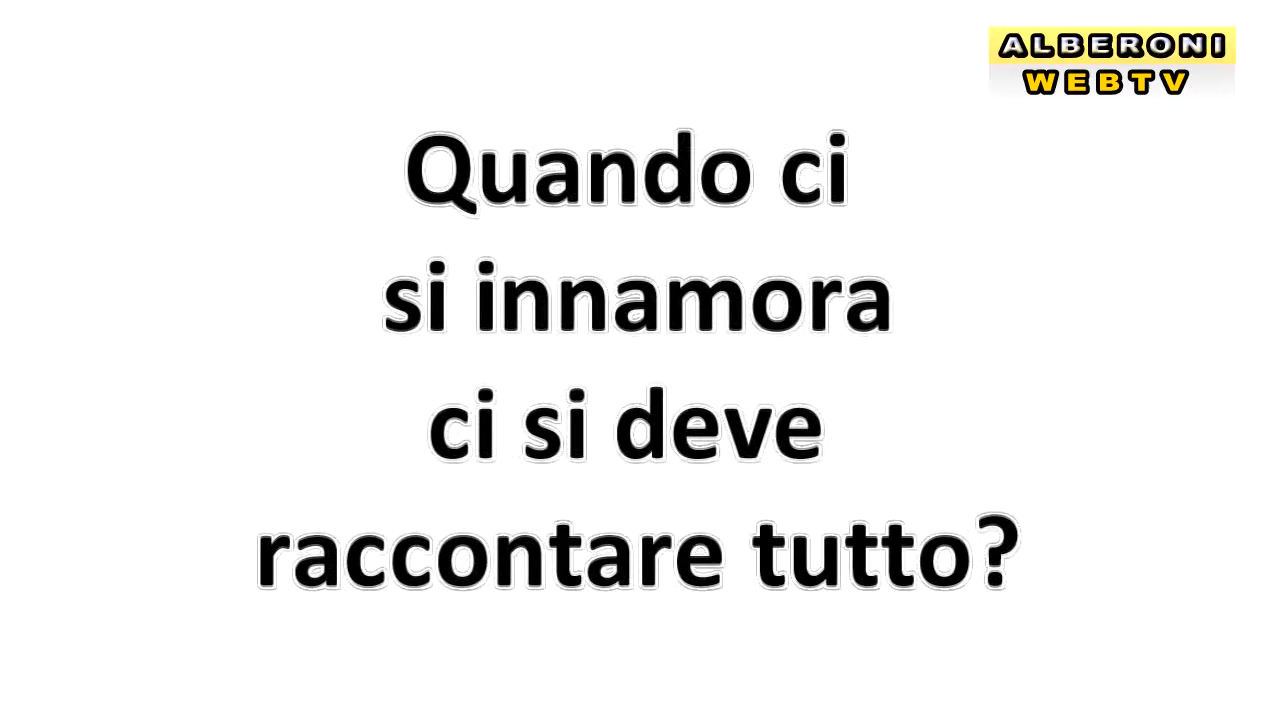 ALBERONI
WEBTV
Quando ci
si innamora
ci si deve
raccontare tutto?